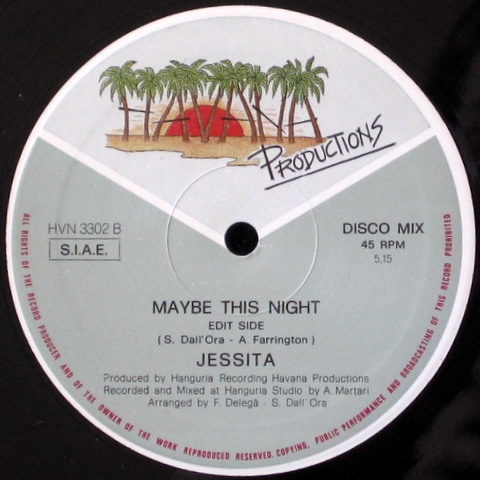 HAVANA
PRODUCTIONS
HVN 3302 B
S.I.A.E.
DISCO MIX
45 RPM
5,15
MAYBE THIS NIGHT
EDIT SIDE
( S. Dall'Ora - A. Farrington )
JESSITA
Produced by Hanguria Recording Havana Productions
Recorded and Mixed at Hanguria Studio by A. Martari
Arranged by F. Delegà - S. Dall'Ora
ALL RIGHTS OF THE RECORD PRODUCER AND OF THE OWNER OF THE WORK REPRODUCED RESERVED. COPYING, PUBLIC PERFORMANCE AND BROADCASTING OF THIS RECORD PROHIBITED